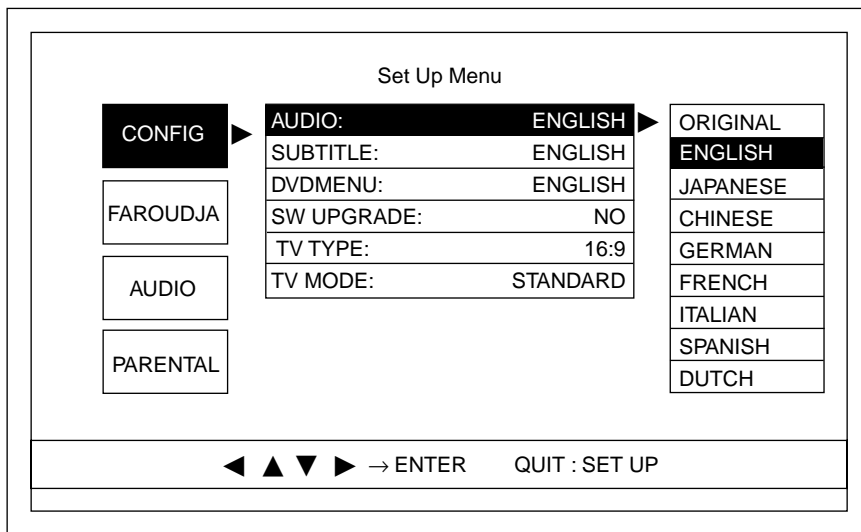 Set Up Menu
CONFIG
FAROUDJA
AUDIO
PARENTAL
AUDIO: ENGLISH
SUBTITLE: ENGLISH
DVDMENU: ENGLISH
SW UPGRADE: NO
TV TYPE: 16:9
TV MODE: STANDARD
ORIGINAL
ENGLISH
JAPANESE
CHINESE
GERMAN
FRENCH
ITALIAN
SPANISH
DUTCH
◀ ▲ ▼ ▶ → ENTER QUIT : SET UP